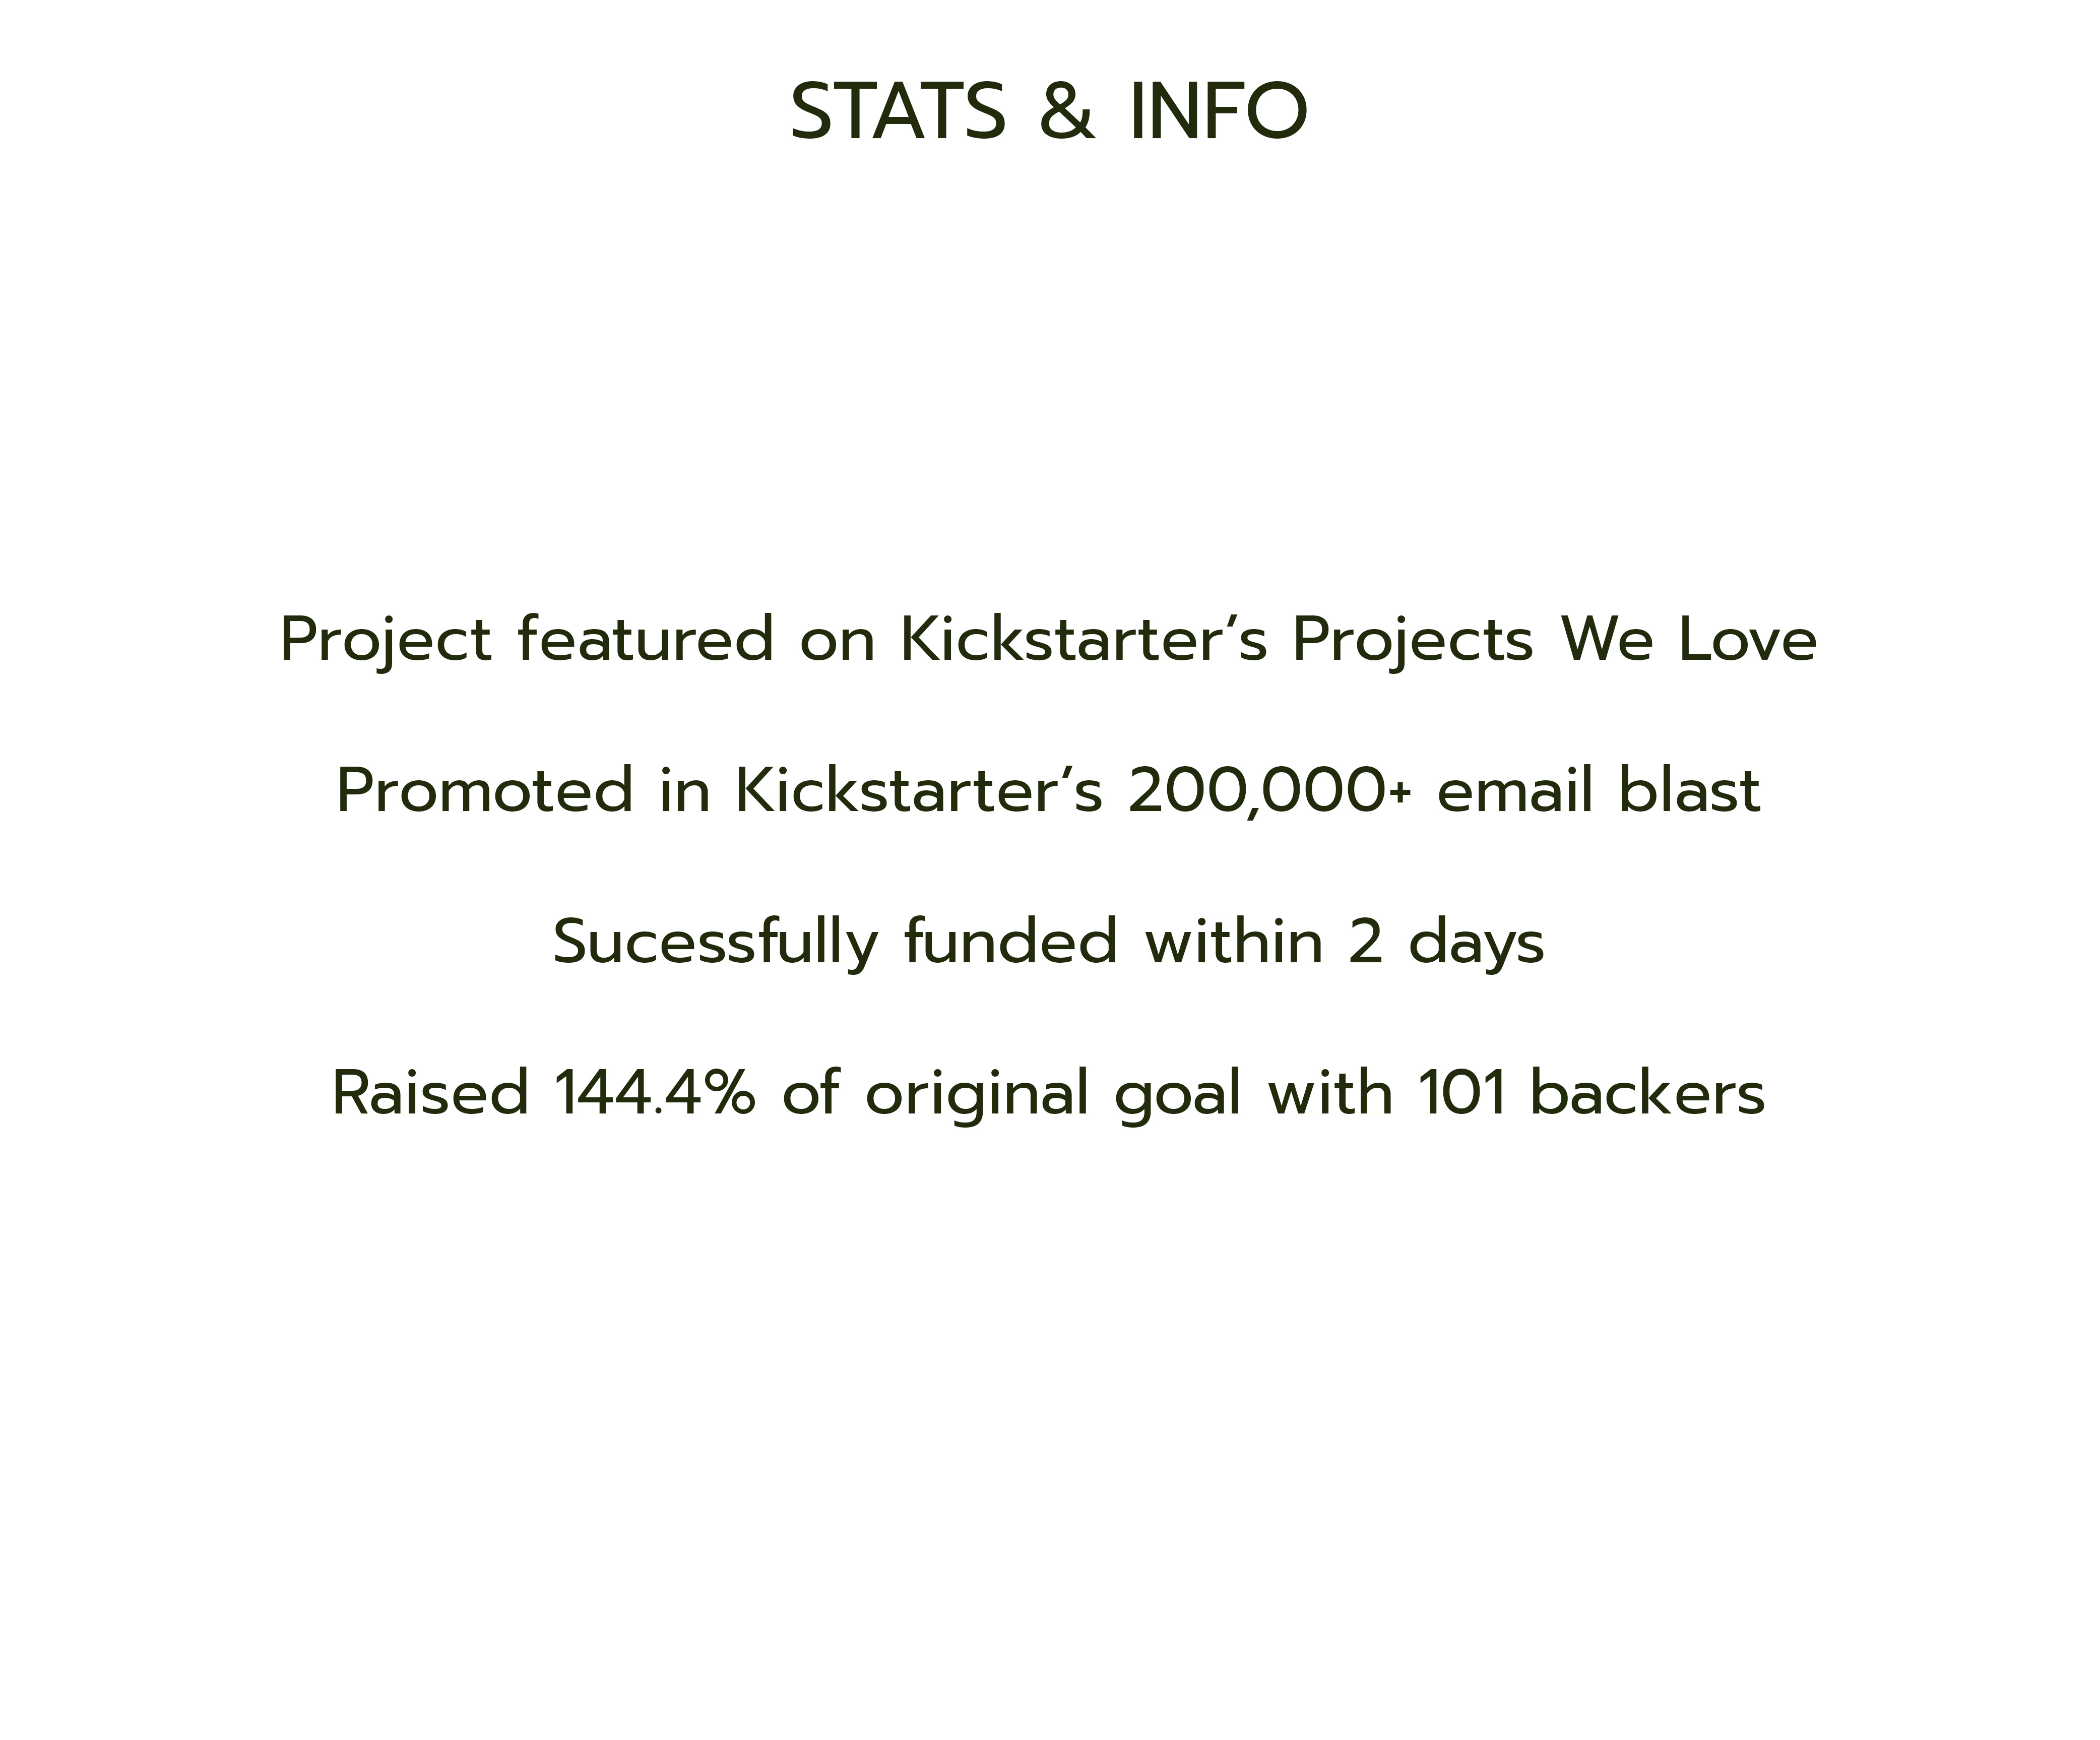 STATS & INFO
Project featured on Kickstarter’s Projects We Love
Promoted in Kickstarter’s 200,000+ email blast
Sucessfully funded within 2 days
Raised 144.4% of original goal with 101 backers